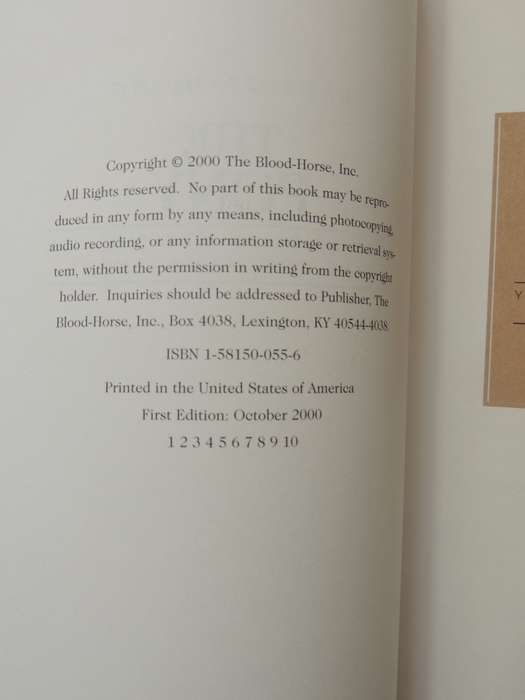 Copyright © 2000 The Blood-Horse, Inc.
All Rights reserved. No part of this book may be repro-
duced in any form by any means, including photocopying,
audio recording, or any information storage or retrieval sys-
tem, without the permission in writing from the copyright
holder. Inquiries should be addressed to Publisher, The
Blood-Horse, Inc., Box 4038, Lexington, KY 40544-4038.
ISBN 1-58150-055-6
Printed in the United States of America
First Edition: October 2000
1 2 3 4 5 6 7 8 9 10
Y